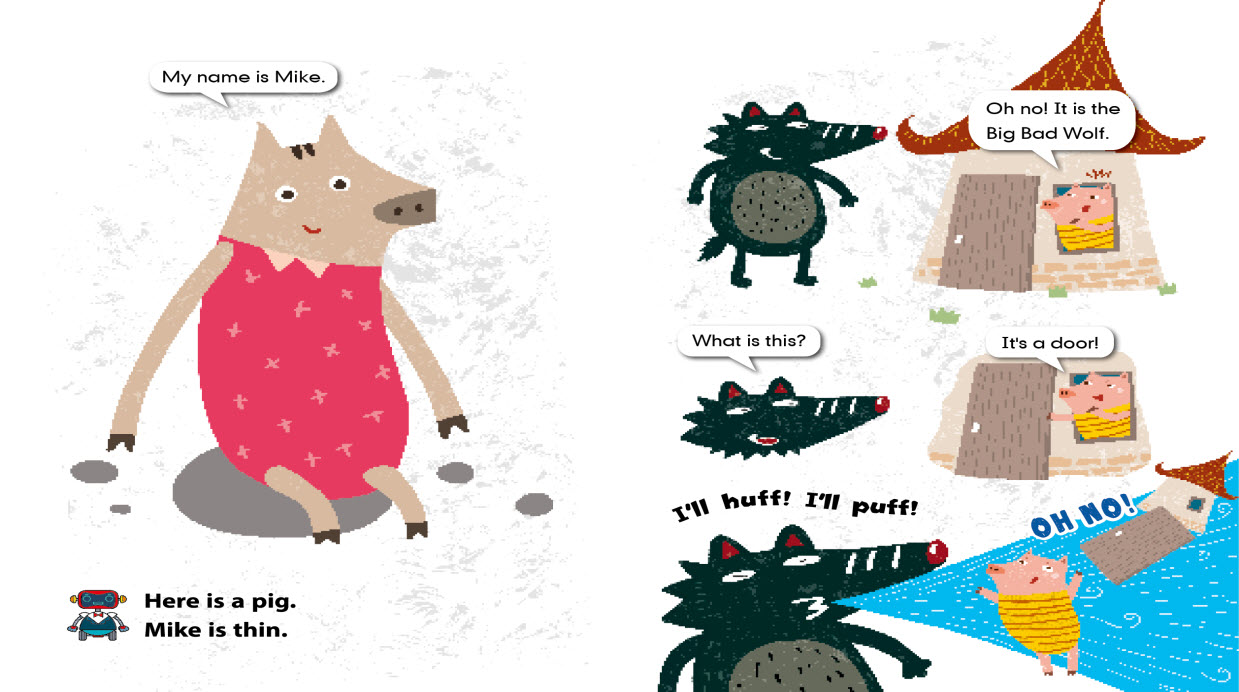 My name is Mike.
Here is a pig.
Mike is thin.
Oh no! It is the
Big Bad Wolf.
What is this?
It's a door!
I'll huff! I'll puff!
OH NO!